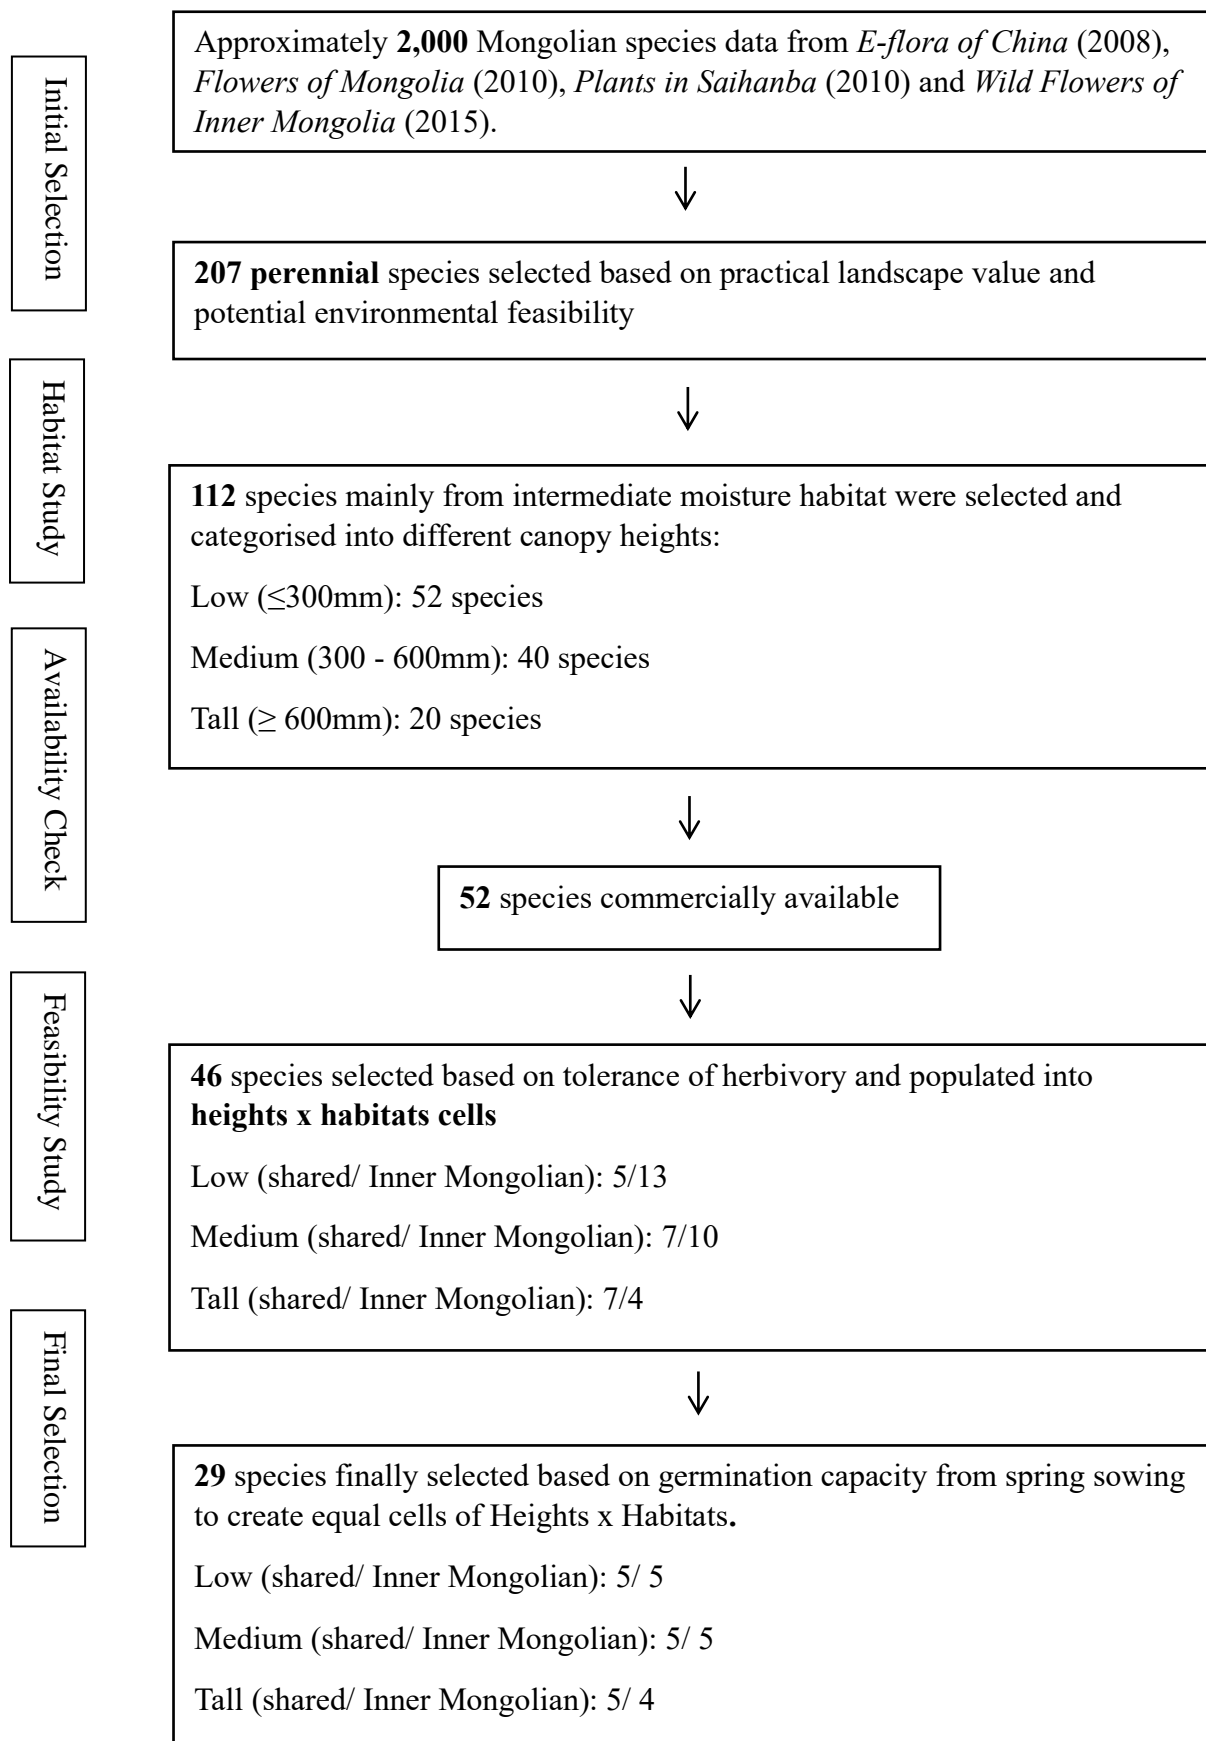 Initial Selection
Approximately 2,000 Mongolian species data from E-flora of China (2008),
Flowers of Mongolia (2010), Plants in Saihanba (2010) and Wild Flowers of
Inner Mongolia (2015).
207 perennial species selected based on practical landscape value and
potential environmental feasibility
Habitat Study
112 species mainly from intermediate moisture habitat were selected and
categorised into different canopy heights:
Low (≤300mm): 52 species
Medium (300 - 600mm): 40 species
Tall (≥ 600mm): 20 species
Availability Check
52 species commercially available
Feasibility Study
46 species selected based on tolerance of herbivory and populated into
heights x habitats cells
Low (shared/ Inner Mongolian): 5/13
Medium (shared/ Inner Mongolian): 7/10
Tall (shared/ Inner Mongolian): 7/4
Final Selection
29 species finally selected based on germination capacity from spring sowing
to create equal cells of Heights x Habitats.
Low (shared/ Inner Mongolian): 5/ 5
Medium (shared/ Inner Mongolian): 5/ 5
Tall (shared/ Inner Mongolian): 5/ 4